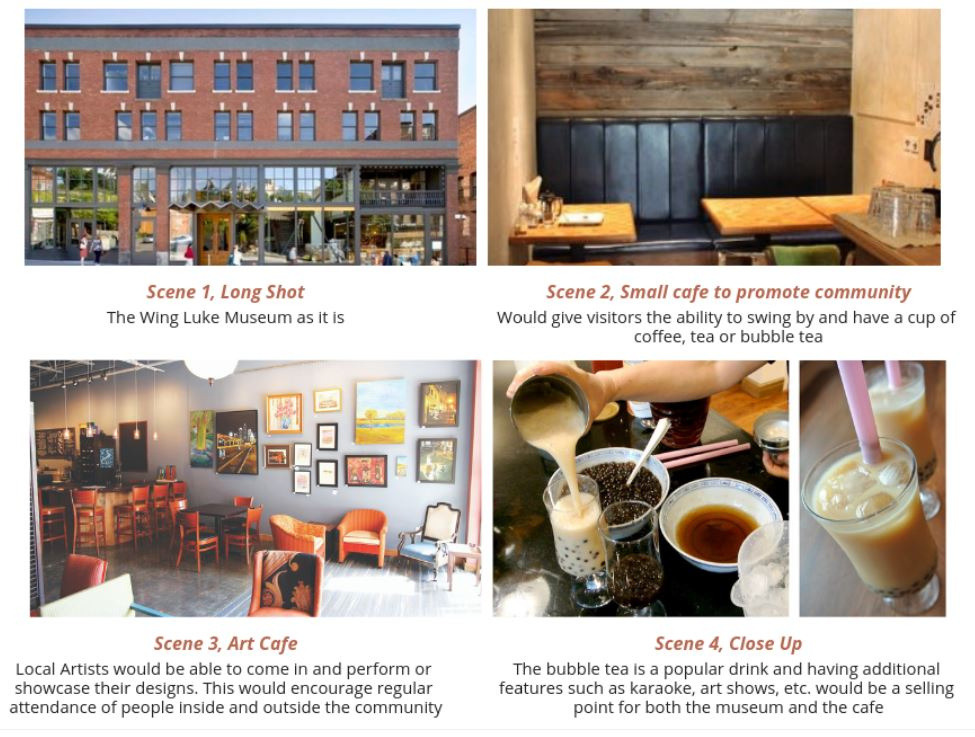 Scene 1, Long Shot
The Wing Luke Museum as it is
Scene 2, Small cafe to promote community
Would give visitors the ability to swing by and have a cup of
coffee, tea or bubble tea
Scene 3, Art Cafe
Local Artists would be able to come in and perform or
showcase their designs. This would encourage regular
attendance of people inside and outside the community
Scene 4, Close Up
The bubble tea is a popular drink and having additional
features such as karaoke, art shows, etc. would be a selling
point for both the museum and the cafe